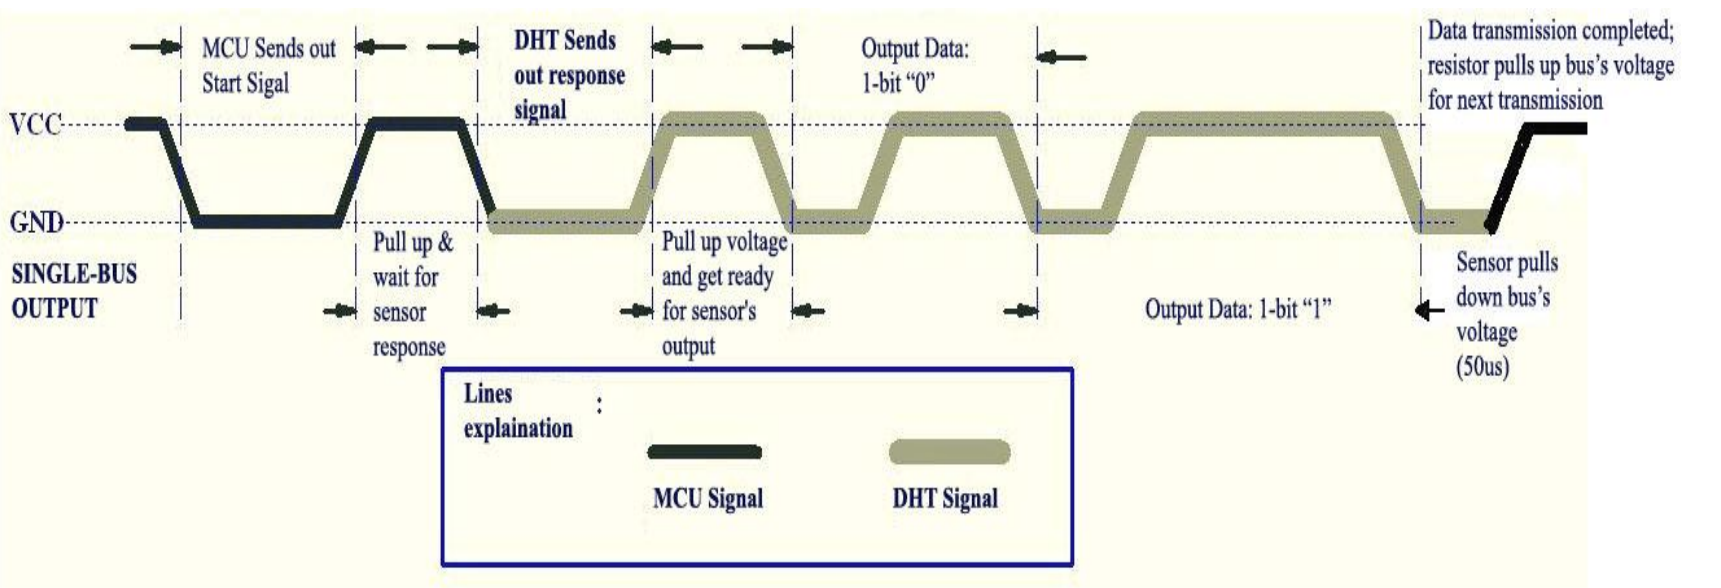 MCU Sends out
Start Sigal
DHT Sends
out response
signal
Output Data:
1-bit “0”
Data transmission completed;
resistor pulls up bus’s voltage
for next transmission
VCC
GND
SINGLE-BUS
OUTPUT
Pull up &
wait for
sensor
response
Pull up voltage
and get ready
for sensor's
output
Output Data: 1-bit “1”
Sensor pulls
down bus’s
voltage
(50us)
Lines
explaination :
MCU Signal
DHT Signal